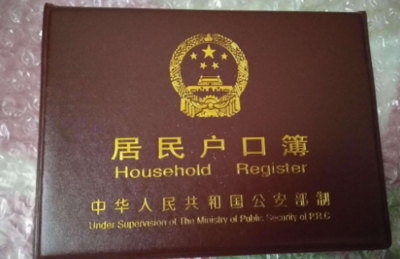 居民户口簿
Household Register
中华人民共和国公安部制
Under Supervision of The Ministry of Public Security of P.R.C